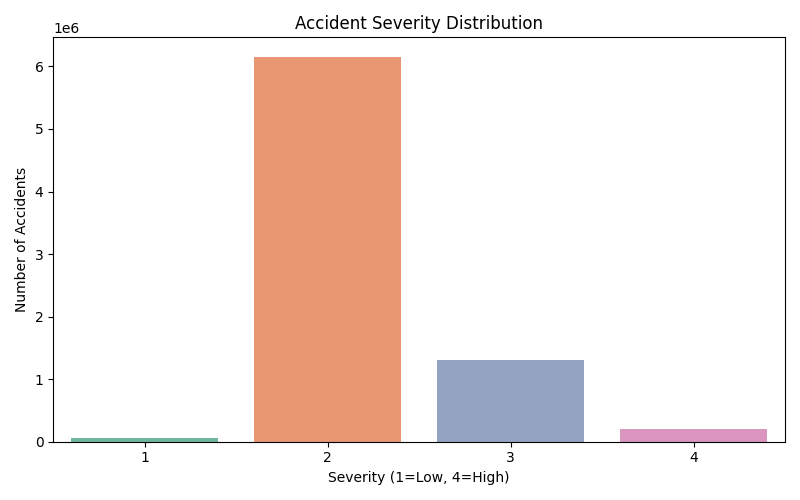 Accident Severity Distribution
1e6
6
5
4
3
2
1
0
Number of Accidents
1 2 3 4
Severity (1=Low, 4=High)